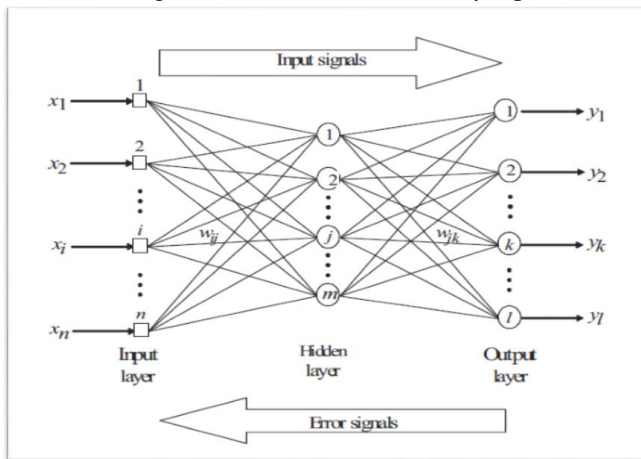 Input signals
1
x1
1
y1
1
2
x2
2
2
y2
i
wij
j
wjk
xi
k
yk
m
n
xn
l
yl
Input layer
Hidden layer
Output layer
Error signals